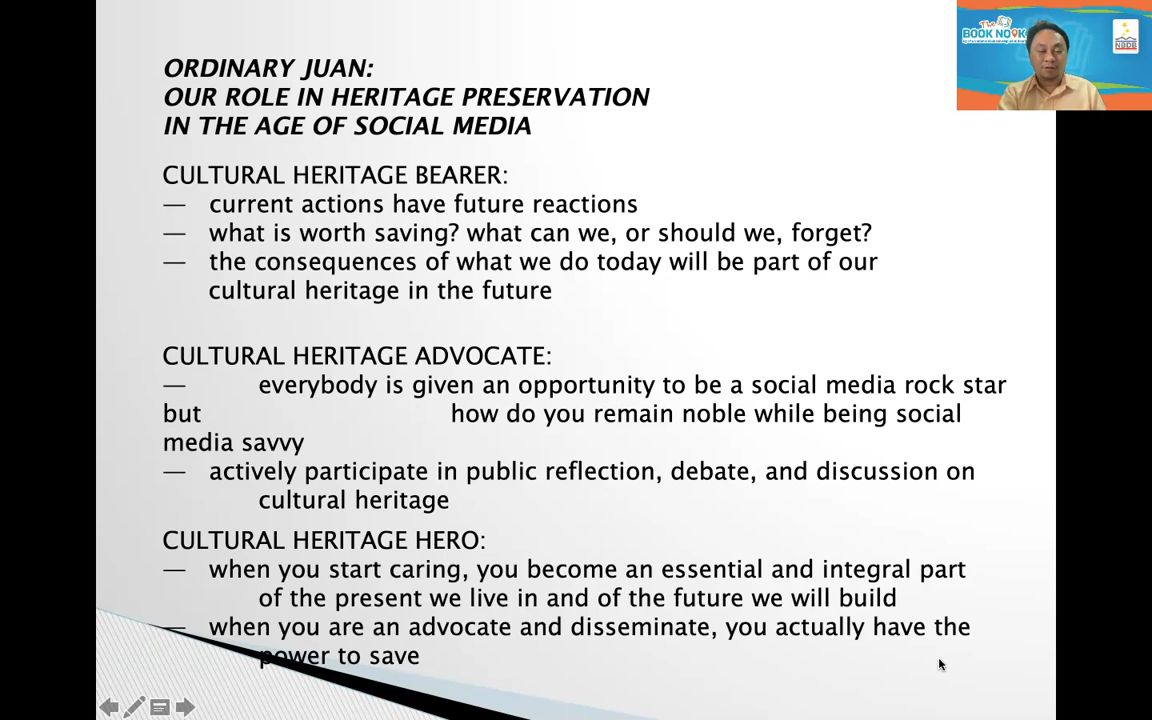 ORDINARY JUAN:
OUR ROLE IN HERITAGE PRESERVATION
IN THE AGE OF SOCIAL MEDIA
CULTURAL HERITAGE BEARER:
— current actions have future reactions
— what is worth saving? what can we, or should we, forget?
— the consequences of what we do today will be part of our
cultural heritage in the future
CULTURAL HERITAGE ADVOCATE:
— everybody is given an opportunity to be a social media rock star
but how do you remain noble while being social
media savvy
— actively participate in public reflection, debate, and discussion on
cultural heritage
CULTURAL HERITAGE HERO:
— when you start caring, you become an essential and integral part
of the present we live in and of the future we will build
— when you are an advocate and disseminate, you actually have the
power to save
The
BOOK NOOK
NBDB